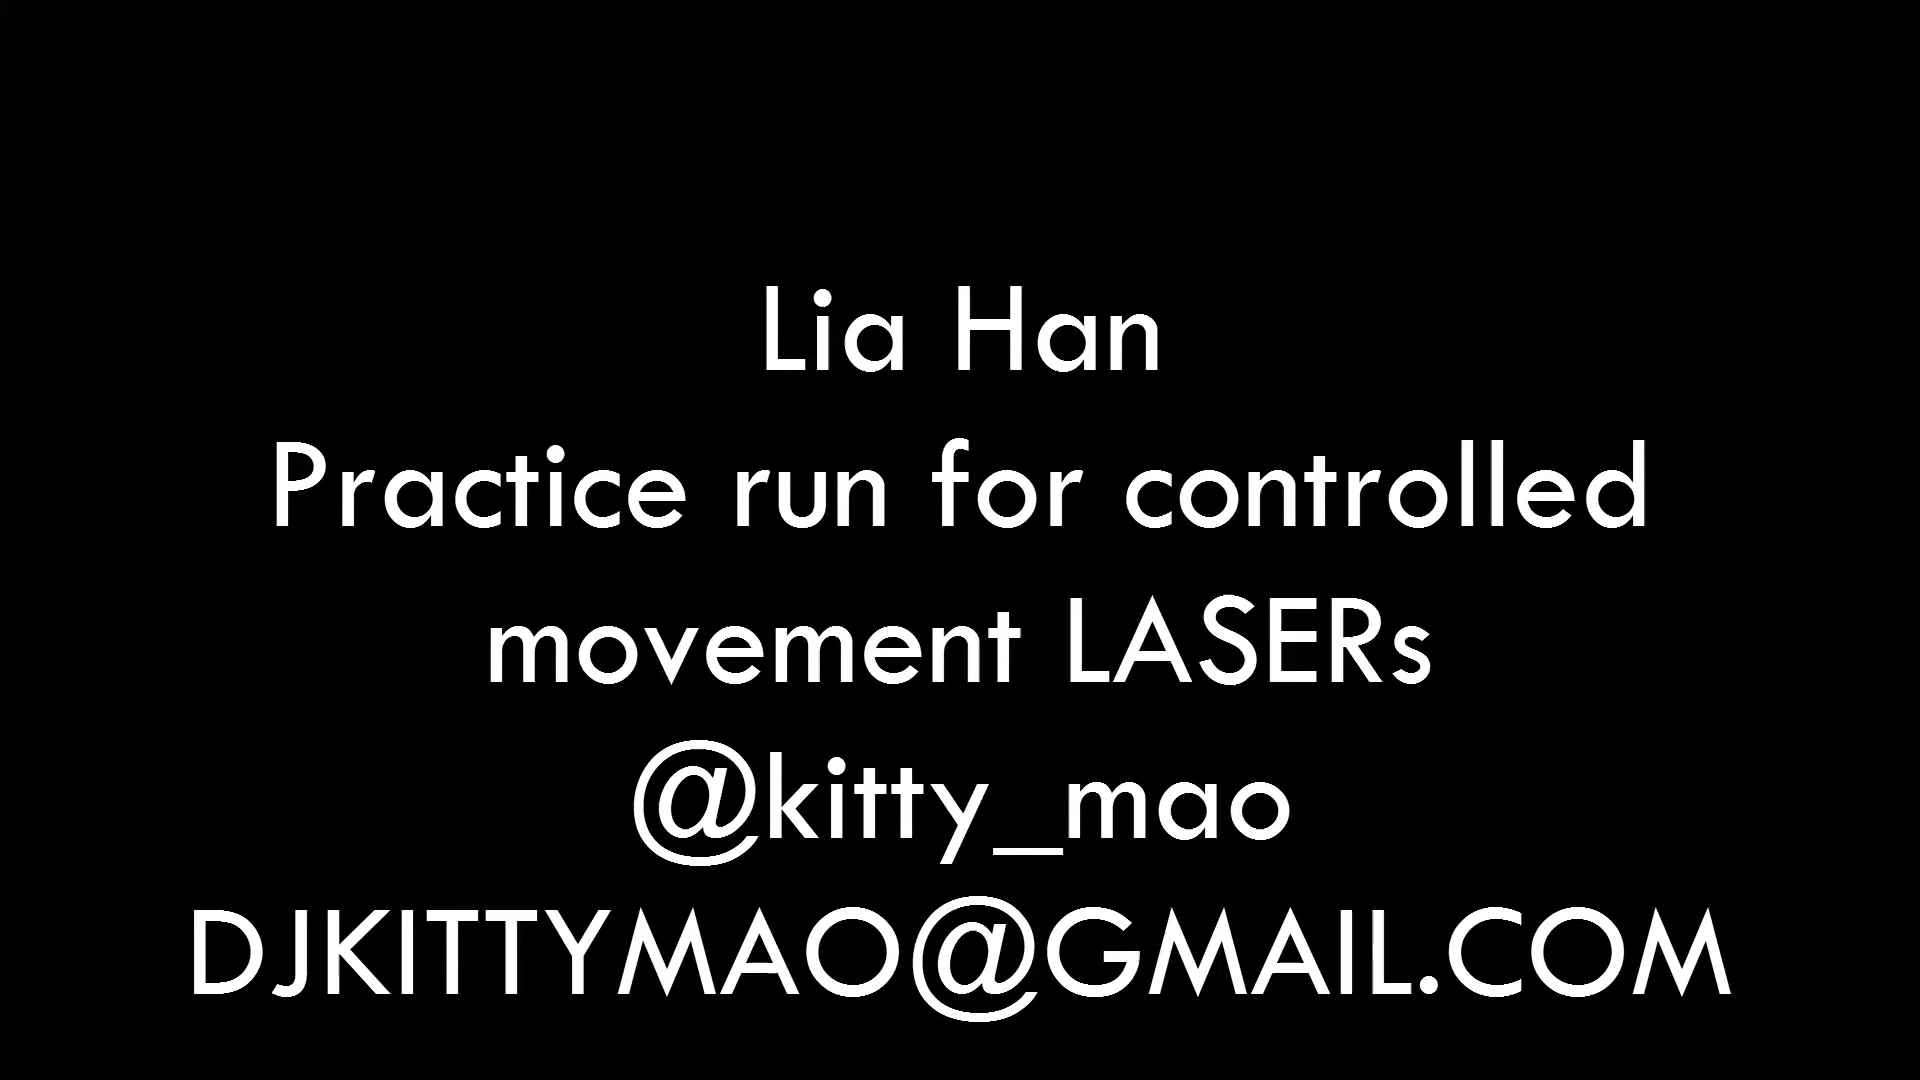 Lia Han
Practice run for controlled
movement LASERs
@kitty_mao
DJKITTYMAO@GMAIL.COM